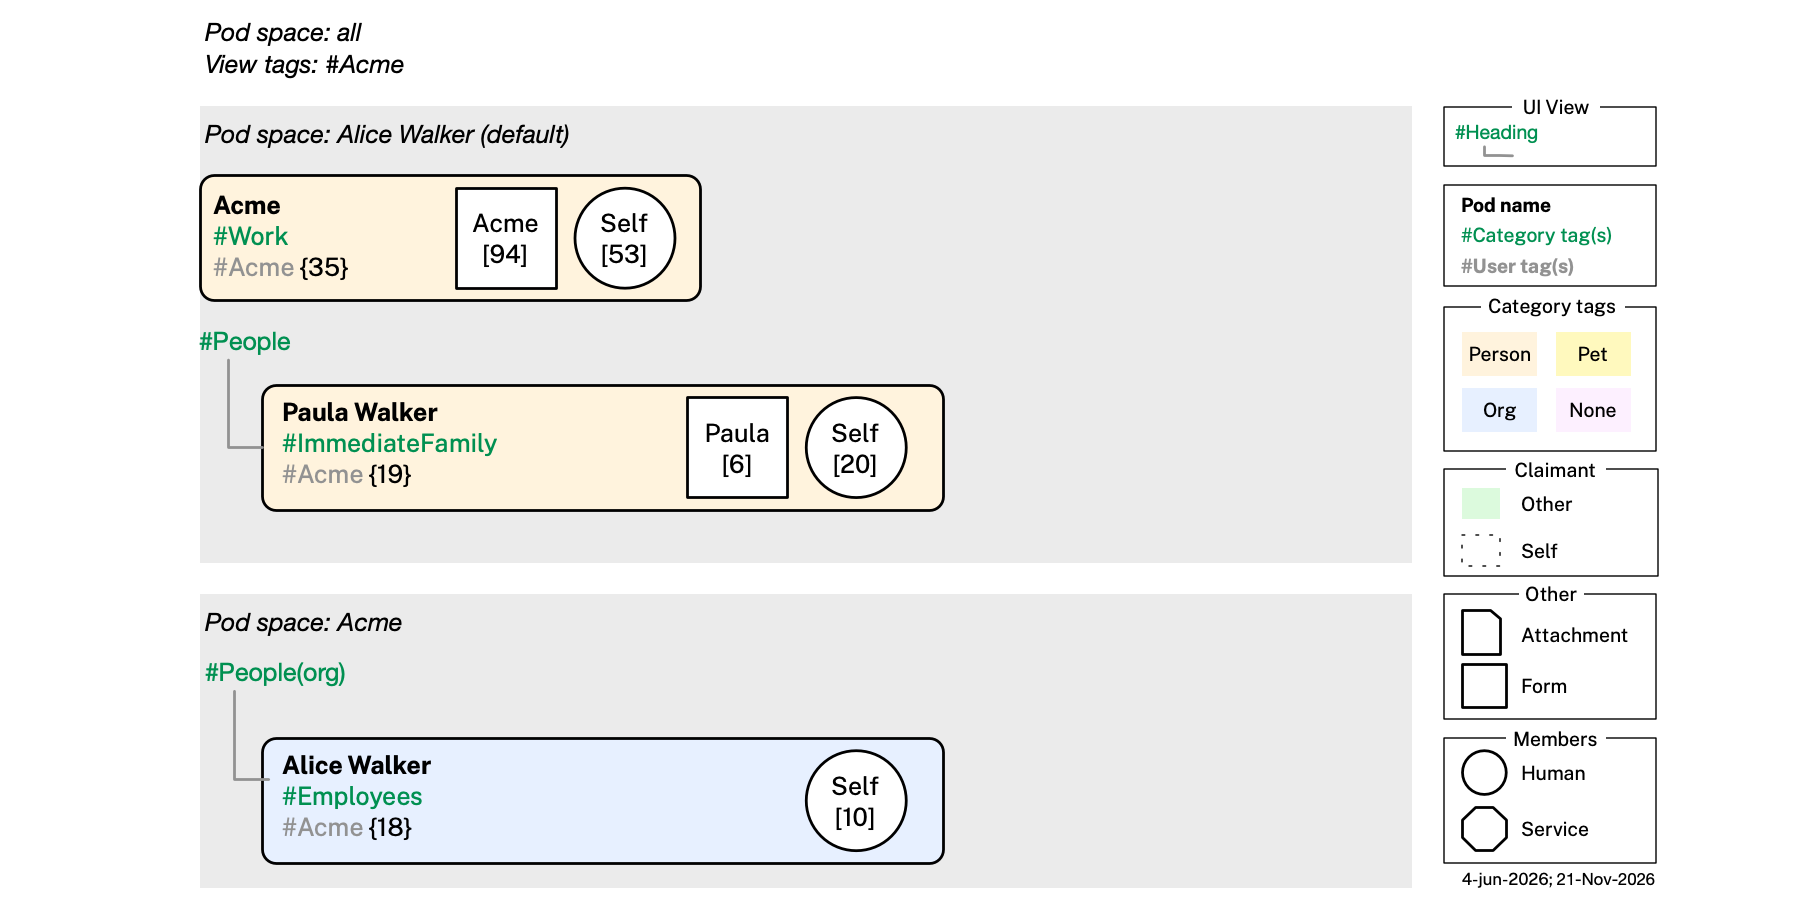 Pod space: all
View tags: #Acme
Pod space: Alice Walker (default)
Acme
#Work
#Acme {35}
Acme
[94]
Self
[53]
#People
Paula Walker
#ImmediateFamily
#Acme {19}
Paula
[6]
Self
[20]
Pod space: Acme
#People(org)
Alice Walker
#Employees
#Acme {18}
Self
[10]
UI View
#Heading
Pod name
#Category tag(s)
#User tag(s)
Category tags
Person
Pet
Org
None
Claimant
Other
Self
Other
Attachment
Form
Members
Human
Service
4-jun-2026; 21-Nov-2026